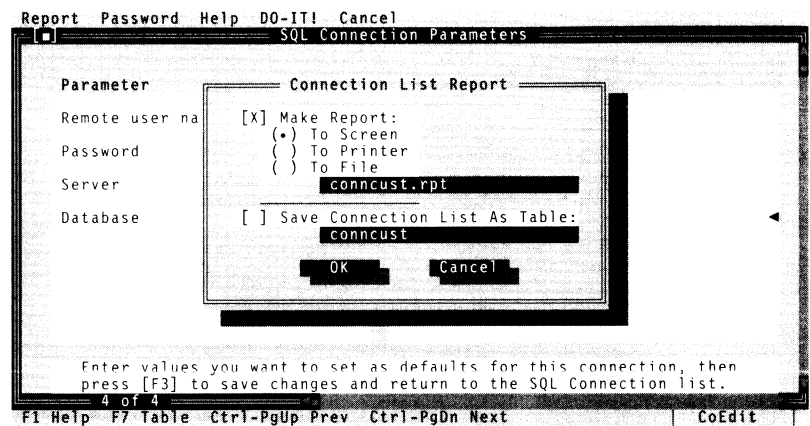 Report Password Help DO-IT! Cancel
SQL Connection Parameters
Parameter
Connection List Report
Remote user na
[X] Make Report:
(•) To Screen
Password
( ) To Printer
( ) To File
Server
conncust.rpt
Database
[ ] Save Connection List As Table:
conncust
OK Cancel
Enter values you want to set as defaults for this connection, then
press [F3] to save changes and return to the SQL Connection list.
4 of 4
F1 Help F7 Table Ctrl-PgUp Prev Ctrl-PgDn Next CoEdit